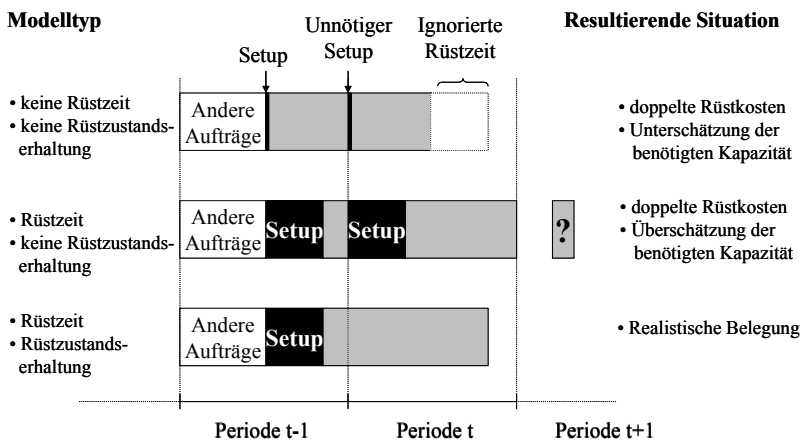 Modelltyp
Unnötiger
Setup
Ignorierte
Rüstzeit
Resultierende Situation
Setup
• keine Rüstzeit
• keine Rüstzustands-
erhaltung
Andere
Aufträge
• doppelte Rüstkosten
• Unterschätzung der
benötigten Kapazität
• Rüstzeit
• keine Rüstzustands-
erhaltung
Andere
Aufträge
Setup
Setup
?
• doppelte Rüstkosten
• Überschätzung der
benötigten Kapazität
• Rüstzeit
• Rüstzustands-
erhaltung
Andere
Aufträge
Setup
• Realistische Belegung
Periode t-1
Periode t
Periode t+1